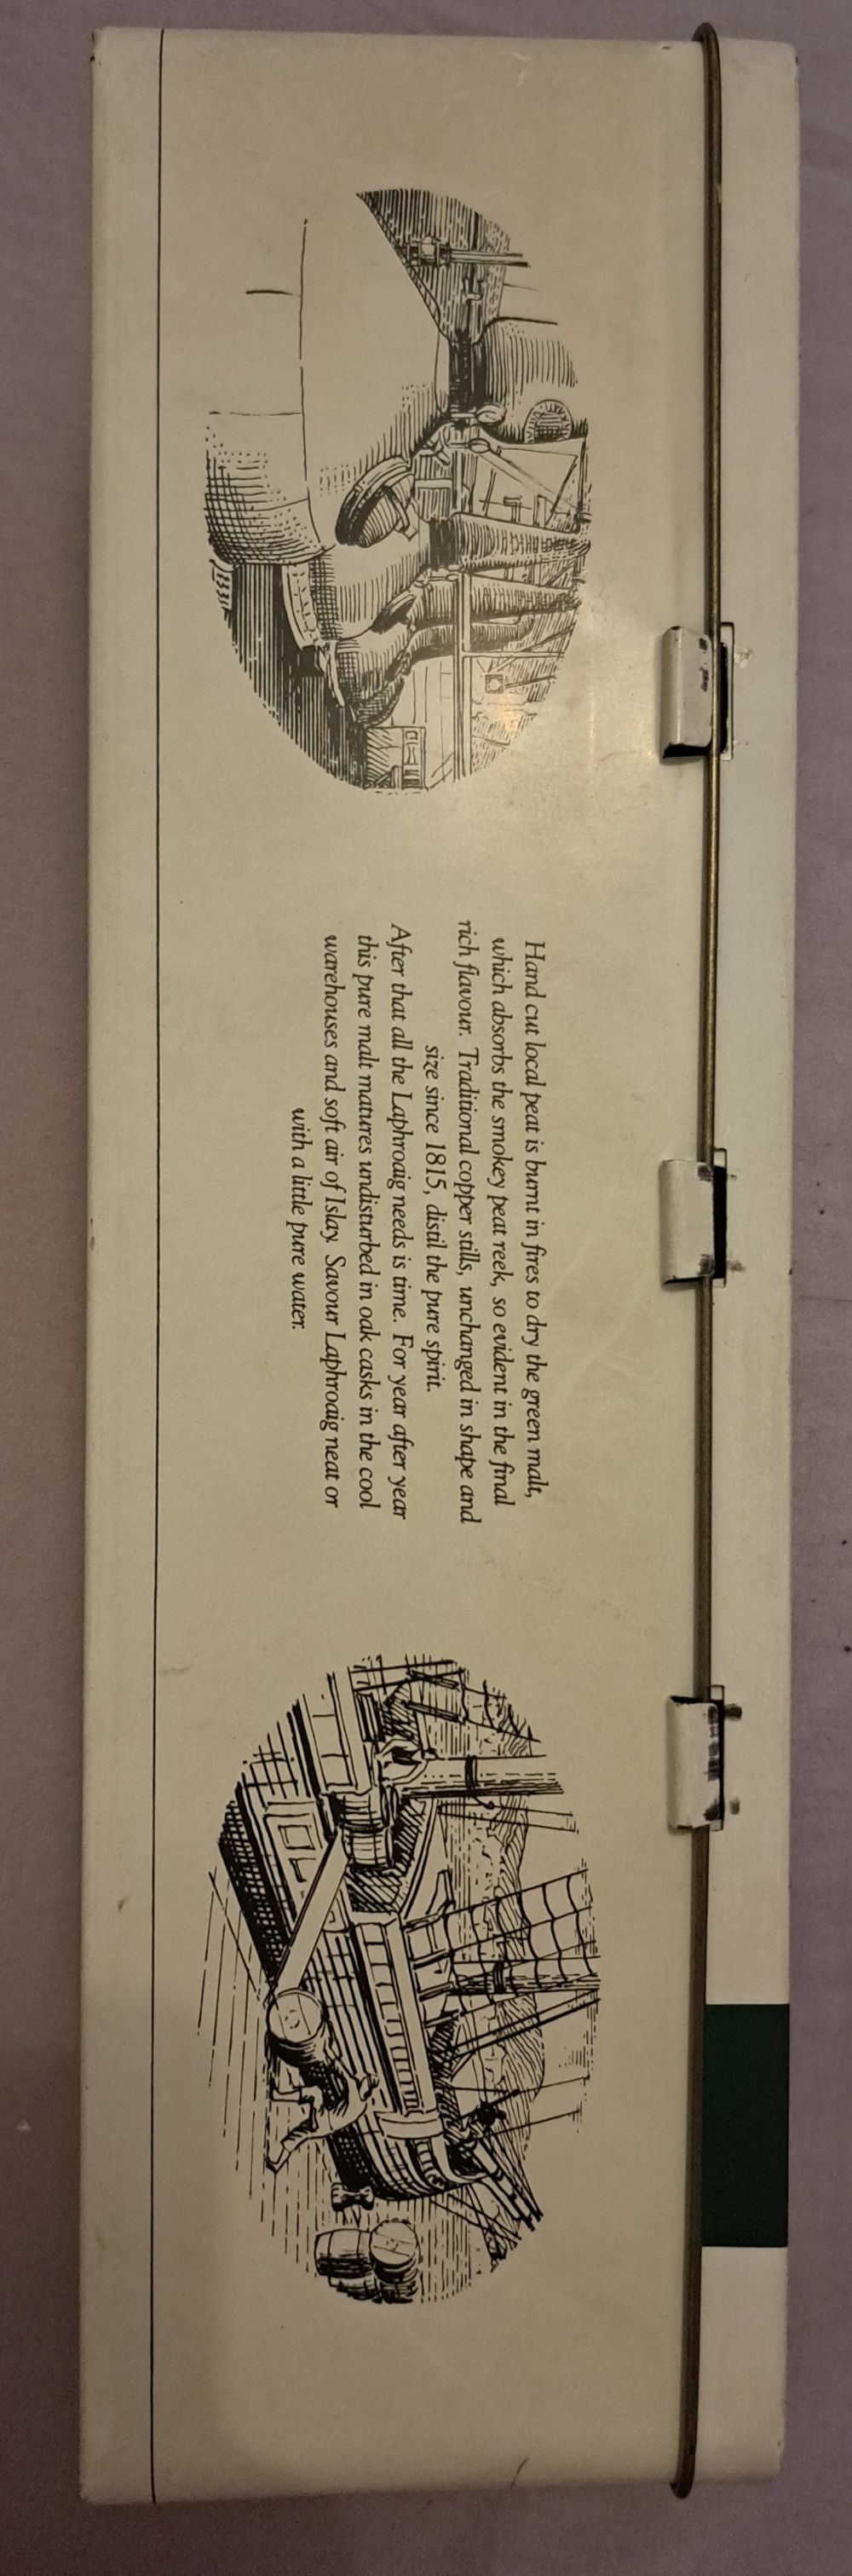 Hand cut local peat is burnt in fires to dry the green malt,
which absorbs the smokey peat reek, so evident in the final
rich flavour. Traditional copper stills, unchanged in shape and
size since 1815, distil the pure spirit.
After that all the Laphroaig needs is time. For year after year
this pure malt matures undisturbed in oak casks in the cool
warehouses and soft air of Islay. Savour Laphroaig neat or
with a little pure water.